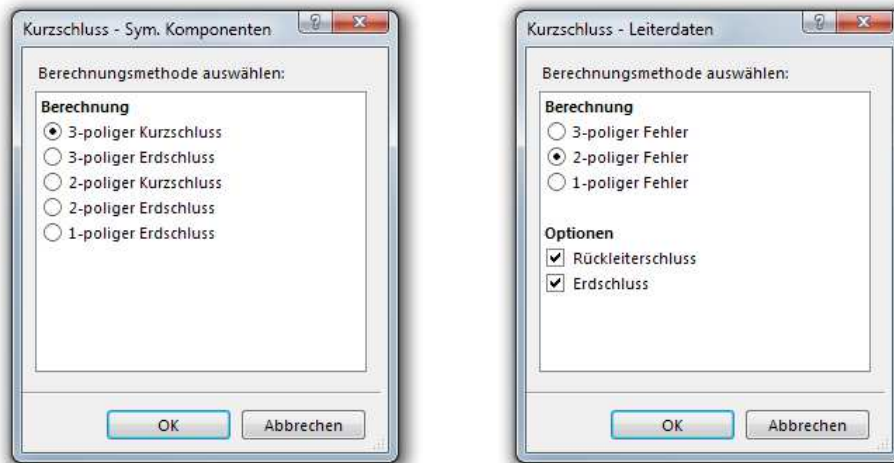 Kurzschluss - Sym. Komponenten
Berechnungsmethode auswählen:
Berechnung
3-poliger Kurzschluss
3-poliger Erdschluss
2-poliger Kurzschluss
2-poliger Erdschluss
1-poliger Erdschluss
OK
Abbrechen
Kurzschluss - Leiterdaten
Berechnungsmethode auswählen:
Berechnung
3-poliger Fehler
2-poliger Fehler
1-poliger Fehler
Optionen
Rückleiterschluss
Erdschluss
OK
Abbrechen